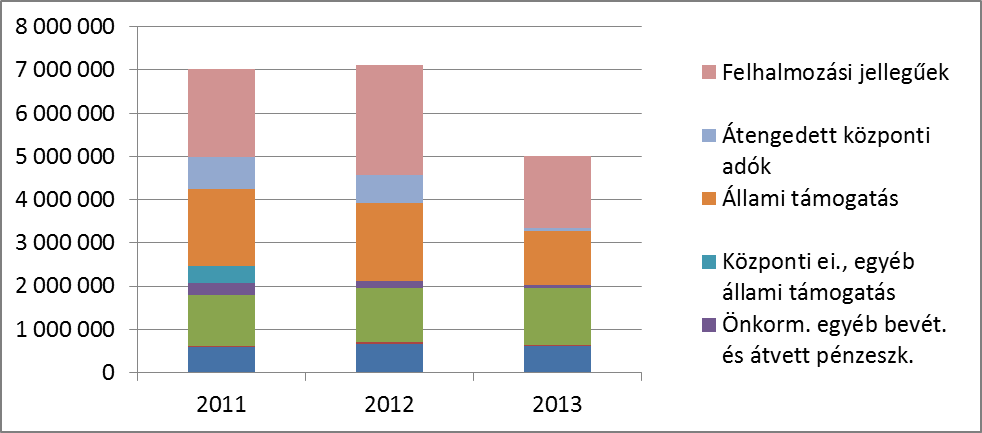 8 000 000
7 000 000
6 000 000
5 000 000
4 000 000
3 000 000
2 000 000
1 000 000
0
2011
2012
2013
Felhalmozási jellegűek
Átengedett központi
adók
Állami támogatás
Központi ei., egyéb
állami támogatás
Önkorm. egyéb bevét.
és átvett pénzeszk.